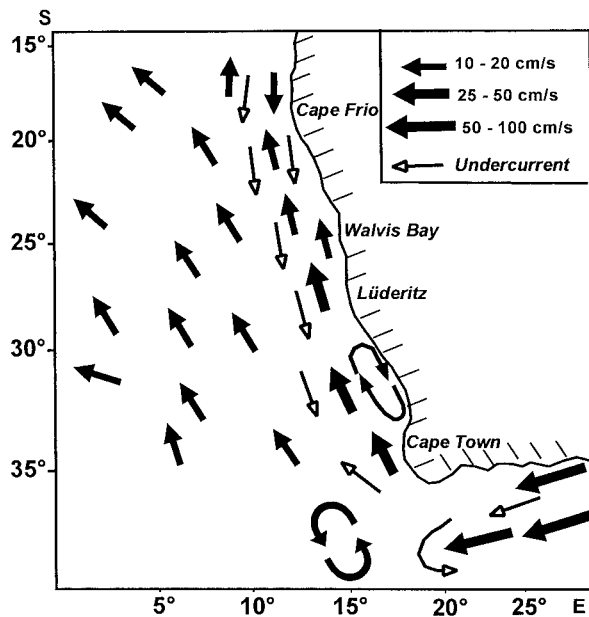 S
15°
20°
25°
30°
35°
10 - 20 cm/s
25 - 50 cm/s
50 - 100 cm/s
Undercurrent
Cape Frio
Walvis Bay
Lüderitz
Cape Town
5°
10°
15°
20°
25°
E